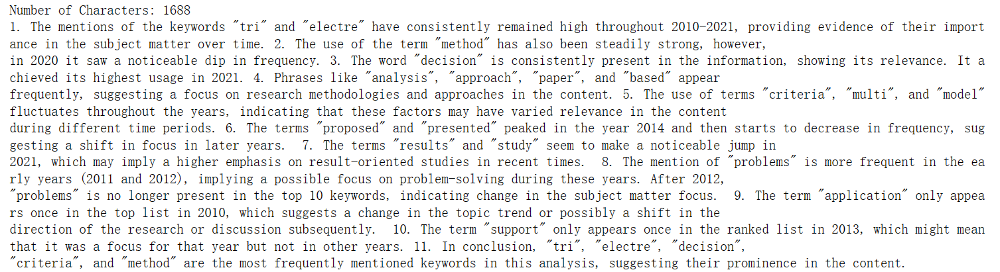 Number of Characters: 1688
1. The mentions of the keywords "tri" and "electre" have consistently remained high throughout 2010-2021, providing evidence of their import
ance in the subject matter over time. 2. The use of the term "method" has also been steadily strong, however,
in 2020 it saw a noticeable dip in frequency. 3. The word "decision" is consistently present in the information, showing its relevance. It a
chieved its highest usage in 2021. 4. Phrases like "analysis", "approach", "paper", and "based" appear
frequently, suggesting a focus on research methodologies and approaches in the content. 5. The use of terms "criteria", "multi", and "model"
fluctuates throughout the years, indicating that these factors may have varied relevance in the content
during different time periods. 6. The terms "proposed" and "presented" peaked in the year 2014 and then starts to decrease in frequency, sug
gesting a shift in focus in later years.  7. The terms "results" and "study" seem to make a noticeable jump in
2021, which may imply a higher emphasis on result-oriented studies in recent times.  8. The mention of "problems" is more frequent in the ea
rly years (2011 and 2012), implying a possible focus on problem-solving during these years. After 2012,
"problems" is no longer present in the top 10 keywords, indicating change in the subject matter focus.  9. The term "application" only appea
rs once in the top list in 2010, which suggests a change in the topic trend or possibly a shift in the
direction of the research or discussion subsequently.  10. The term "support" only appears once in the ranked list in 2013, which might mean
that it was a focus for that year but not in other years. 11. In conclusion, "tri", "electre", "decision",
"criteria", and "method" are the most frequently mentioned keywords in this analysis, suggesting their prominence in the content.